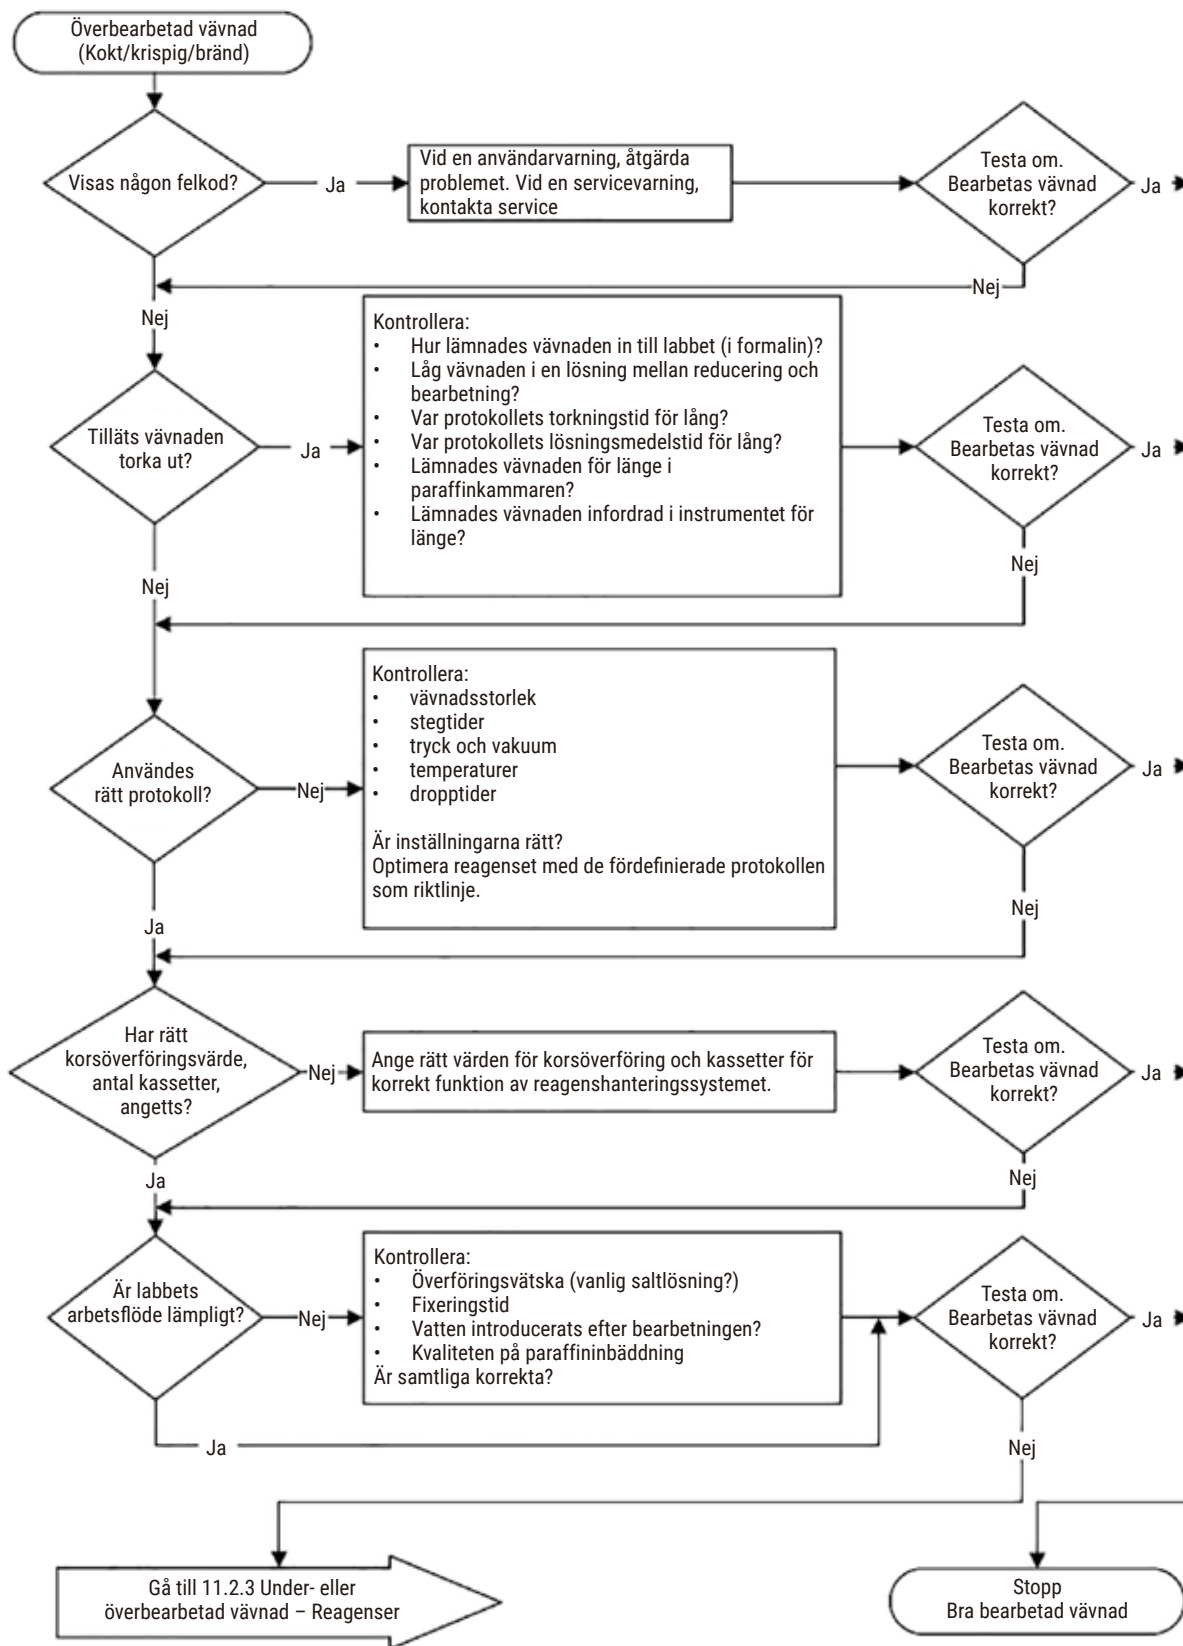 Överbearbetad vävnad
(Kokt/krispig/bränd)
Visas någon felkod?
Ja
Vid en användarvarning, åtgärda
problemet. Vid en servicevarning,
kontakta service
Testa om.
Bearbetas vävnad
korrekt?
Ja
Nej
Nej
Tilläts vävnaden
torka ut?
Ja
Kontrollera:
• Hur lämnades vävnaden in till labbet (i formalin)?
• Låg vävnaden i en lösning mellan reducering och
bearbetning?
• Var protokollets torkningstid för lång?
• Var protokollets lösningsmedelstid för lång?
• Lämnades vävnaden för länge i
paraffinkammaren?
• Lämnades vävnaden infordrad i instrumentet för
länge?
Testa om.
Bearbetas vävnad
korrekt?
Ja
Nej
Nej
Användes
rätt protokoll?
Nej
Kontrollera:
• vävnadsstorlek
• stegtider
• tryck och vakuum
• temperaturer
• dropptider
Är inställningarna rätt?
Optimera reagenset med de fördefinierade protokollen
som riktlinje.
Testa om.
Bearbetas vävnad
korrekt?
Ja
Nej
Ja
Har rätt
korsöverföringsvärde,
antal kassetter,
angetts?
Nej
Ange rätt värden för korsöverföring och kassetter för
korrekt funktion av reagenshanteringssystemet.
Testa om.
Bearbetas vävnad
korrekt?
Ja
Nej
Ja
Är labbets
arbetsflöde lämpligt?
Nej
Kontrollera:
• Överföringsvätska (vanlig saltlösning?)
• Fixeringstid
• Vatten introducerats efter bearbetningen?
• Kvaliteten på paraffininbäddning
Är samtliga korrekta?
Testa om.
Bearbetas vävnad
korrekt?
Ja
Ja
Nej
Gå till 11.2.3 Under- eller
överbearbetad vävnad – Reagenser
Stopp
Bra bearbetad vävnad